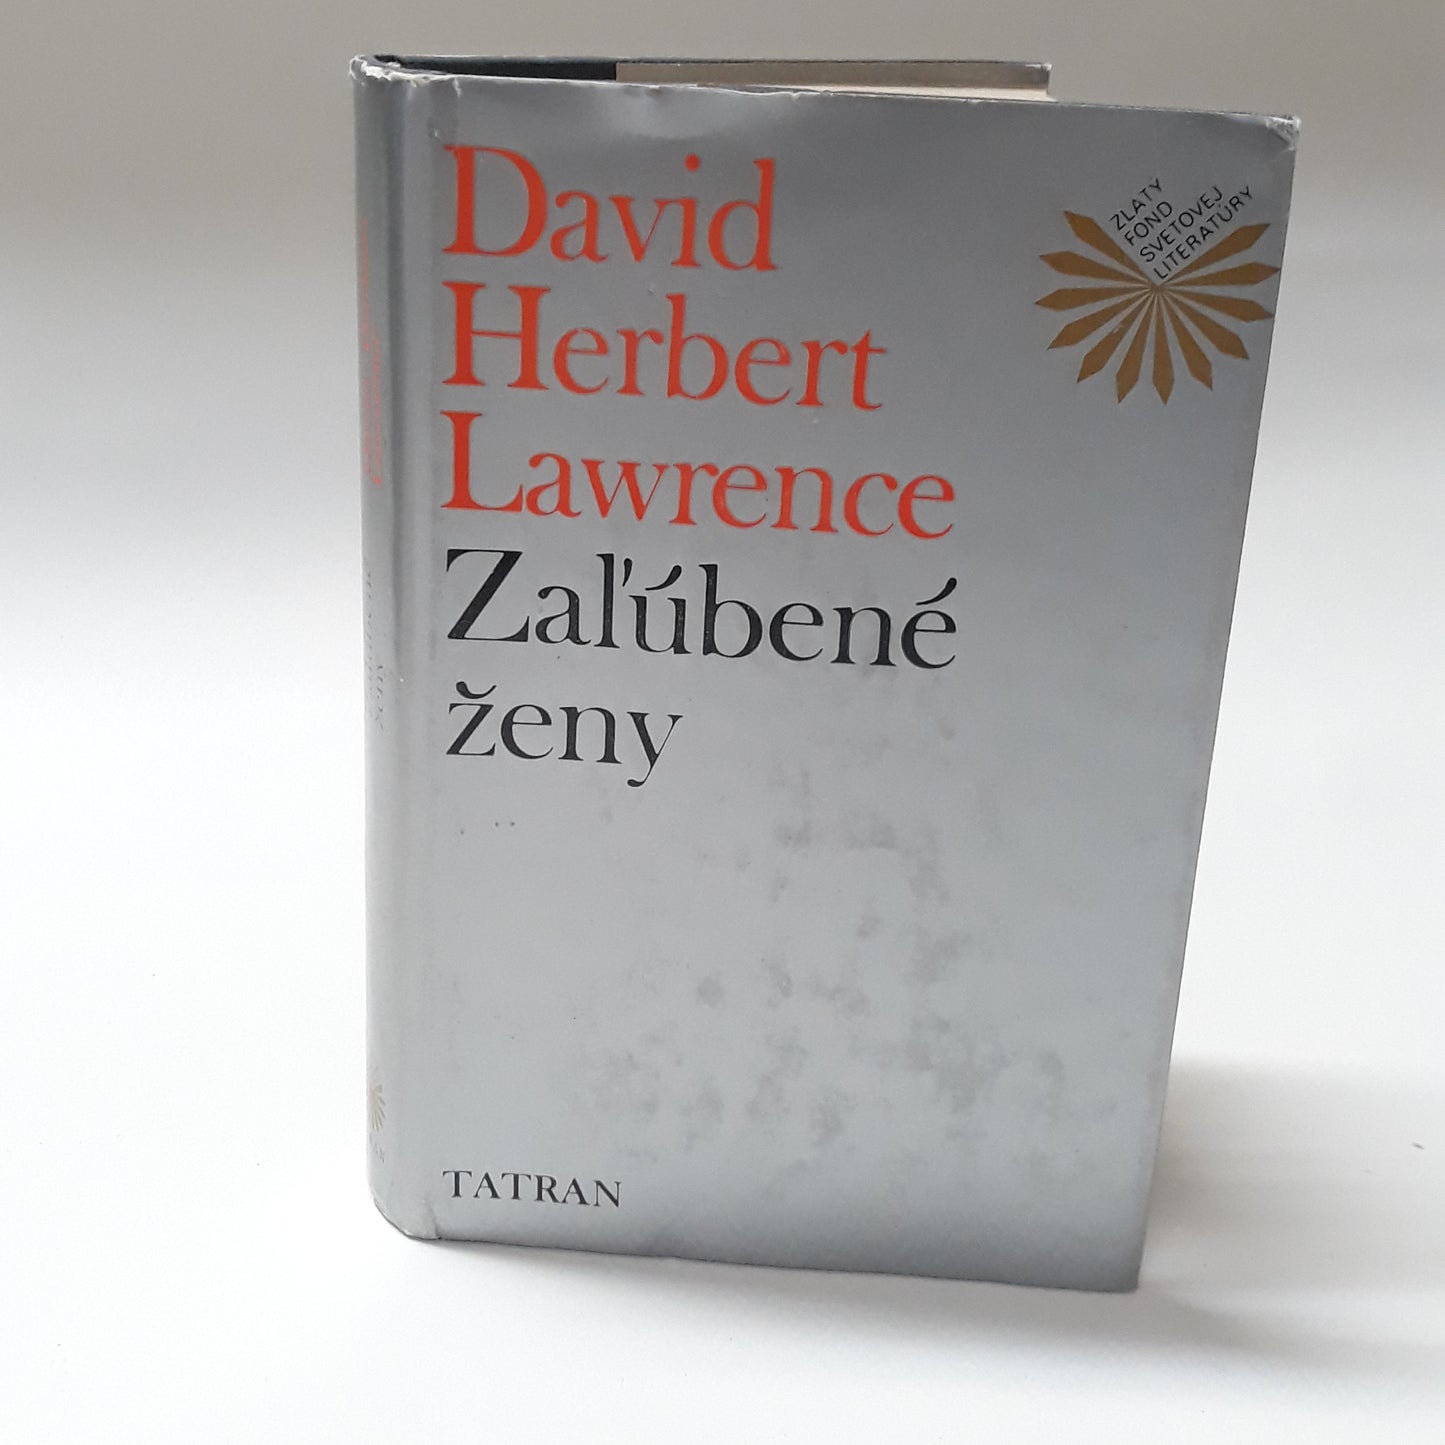 David
Herbert
Lawrence
Zaľúbené
ženy
ZLATÝ
FOND
SVETOVEJ
LITERATÚRY
TATRAN